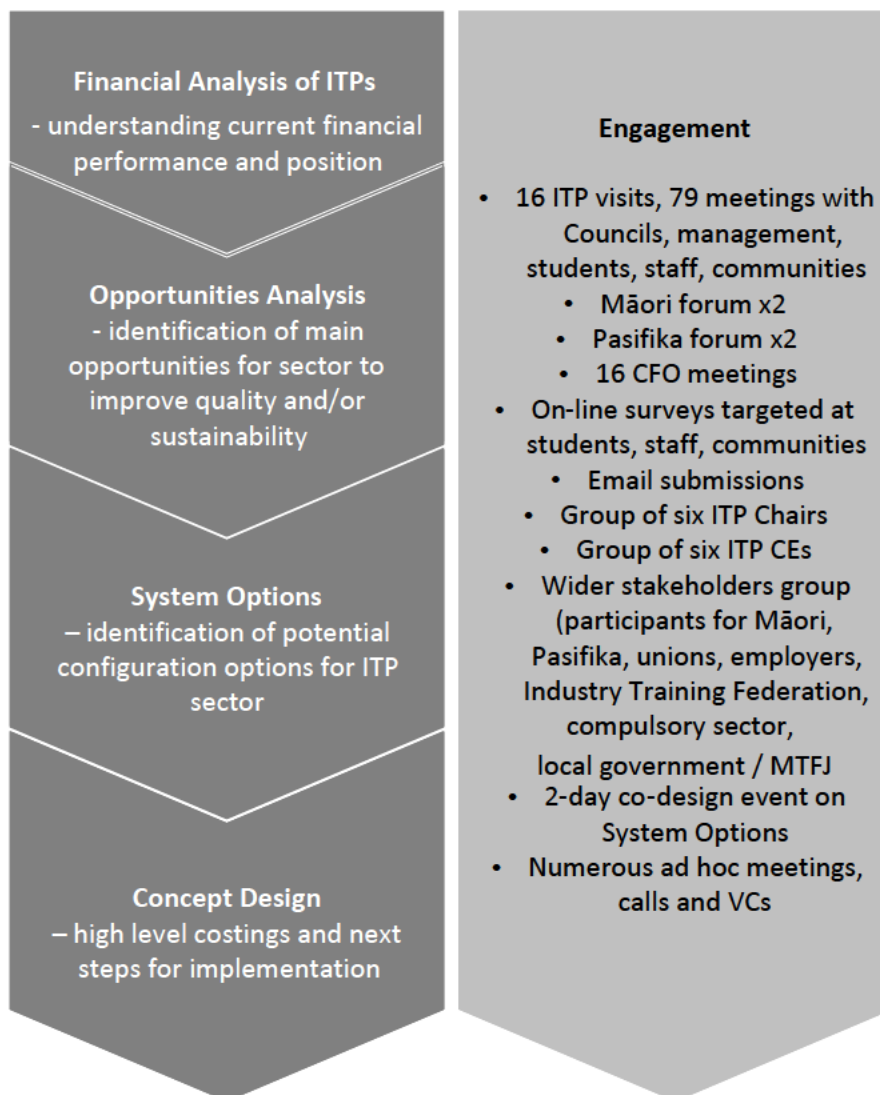 Financial Analysis of ITPs
- understanding current financial
performance and position
Opportunities Analysis
- identification of main
opportunities for sector to
improve quality and/or
sustainability
System Options
– identification of potential
configuration options for ITP
sector
Concept Design
– high level costings and next
steps for implementation
Engagement
• 16 ITP visits, 79 meetings with
Councils, management,
students, staff, communities
• Māori forum x2
• Pasifika forum x2
• 16 CFO meetings
• On-line surveys targeted at
students, staff, communities
• Email submissions
• Group of six ITP Chairs
• Group of six ITP CEs
• Wider stakeholders group
(participants for Māori,
Pasifika, unions, employers,
Industry Training Federation,
compulsory sector,
local government / MTFJ
• 2-day co-design event on
System Options
• Numerous ad hoc meetings,
calls and VCs